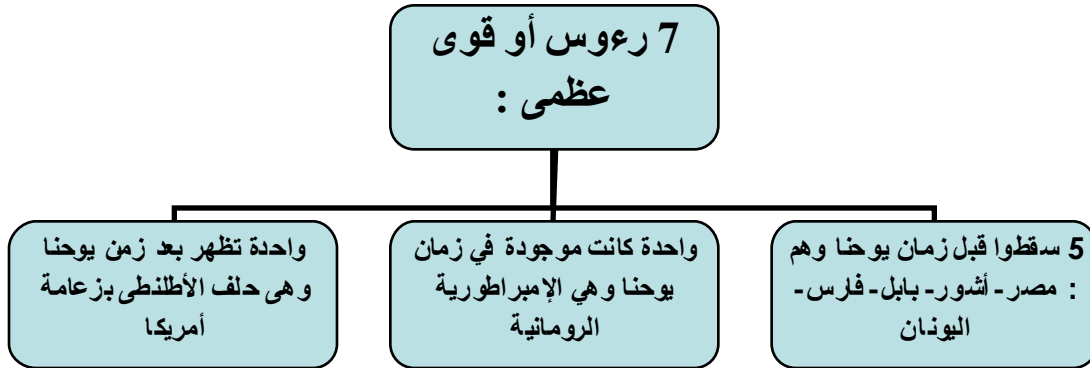 7 رءوس أو قوى
عظمى :
5 سقطوا قبل زمان يوحنا وهم
: مصر - أشور - بابل - فارس -
اليونان
واحدة كانت موجودة في زمان
يوحنا وهي الإمبراطورية
الرومانية
واحدة تظهر بعد زمن يوحنا
وهى حلف الأطلنطى بزعامة
أمريكا